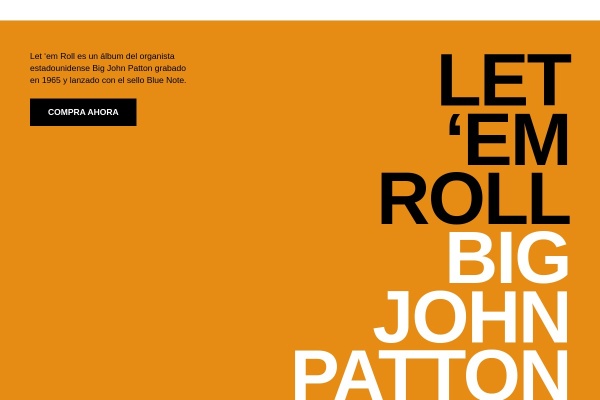 Let ‘em Roll es un álbum del organista
estadounidense Big John Patton grabado
en 1965 y lanzado con el sello Blue Note.
COMPRA AHORA
LET
‘EM
ROLL
BIG
JOHN
PATTON